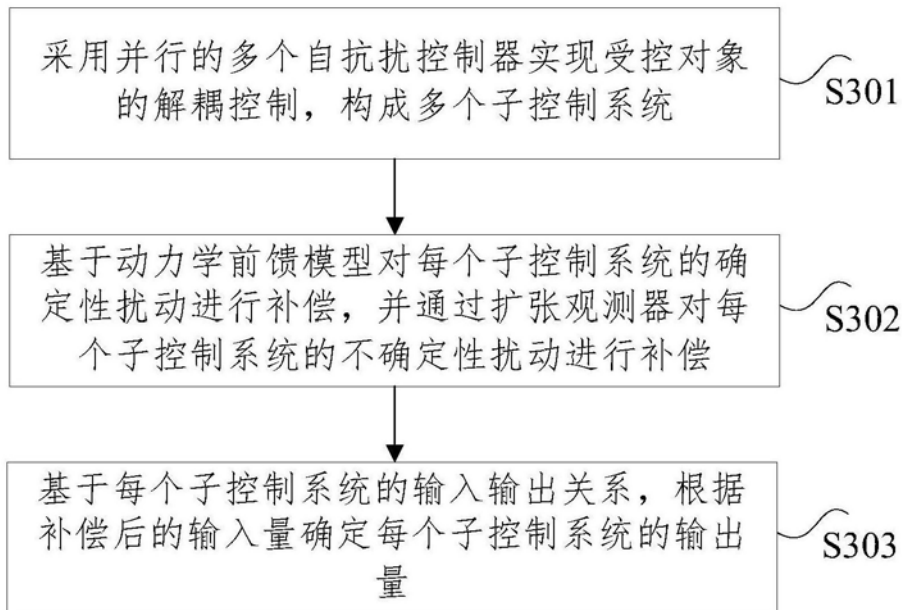 采用并行的多个自抗扰控制器实现受控对象
的解耦控制，构成多个子控制系统
S301
基于动力学前馈模型对每个子控制系统的确
定性扰动进行补偿，并通过扩张观测器对每
个子控制系统的不确定性扰动进行补偿
S302
基于每个子控制系统的输入输出关系，根据
补偿后的输入量确定每个子控制系统的输出
量
S303